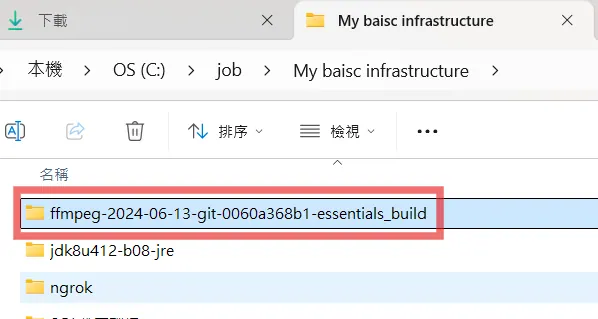 下載
My baisc infrastructure
本機 > OS (C:) > job > My baisc infrastructure >
排序 檢視
名稱
ffmpeg-2024-06-13-git-0060a368b1-essentials_build
jdk8u412-b08-jre
ngrok